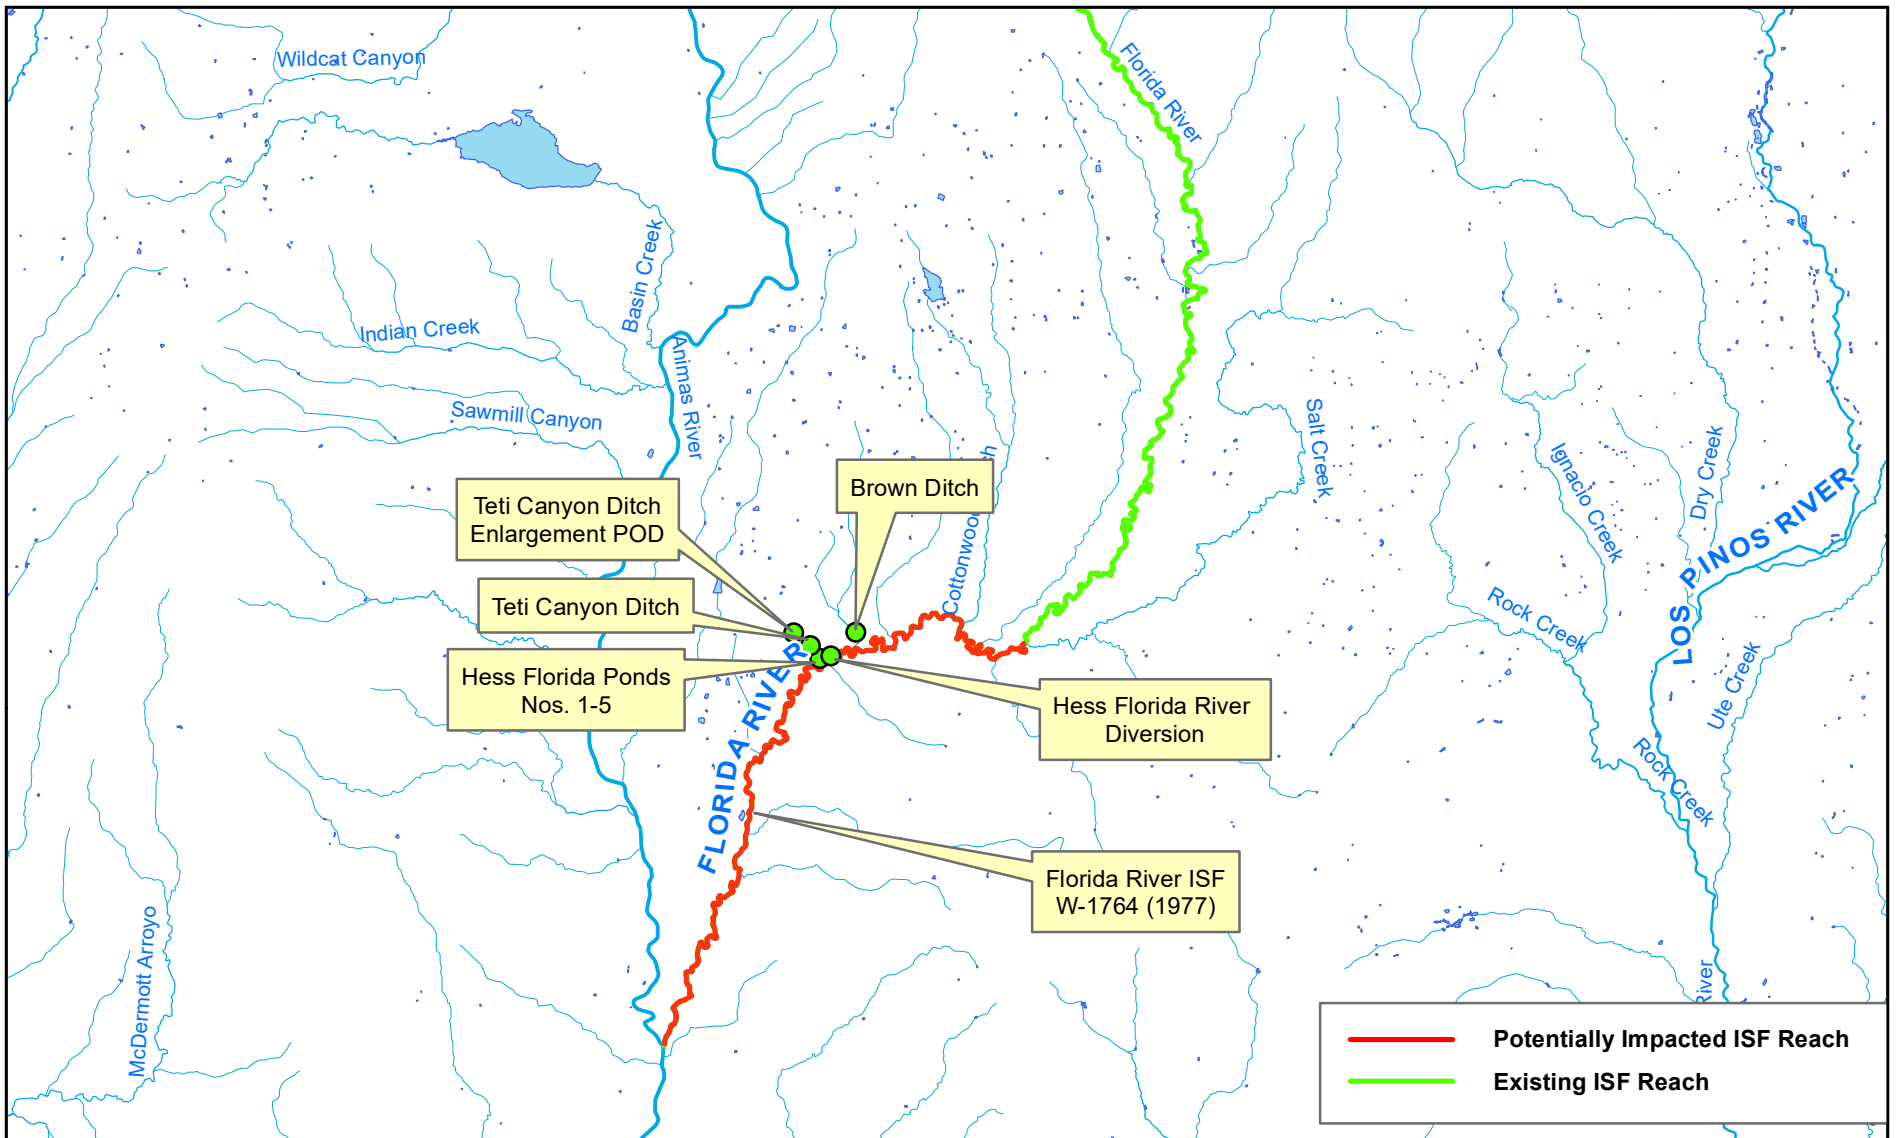 Wildcat Canyon
Florida River
Basin Creek
Indian Creek
Animas River
Sawmill Canyon
Salt Creek
Ignacio Creek
Dry Creek
LOS PINOS RIVER
Teti Canyon Ditch
Enlargement POD
Brown Ditch
Cottonwood
Teti Canyon Ditch
Rock Creek
Hess Florida Ponds
Nos. 1-5
FLORIDA RIVER
Hess Florida River
Diversion
Ute Creek
Rock Creek
Florida River ISF
W-1764 (1977)
McDermott Arroyo
River
Potentially Impacted ISF Reach
Existing ISF Reach